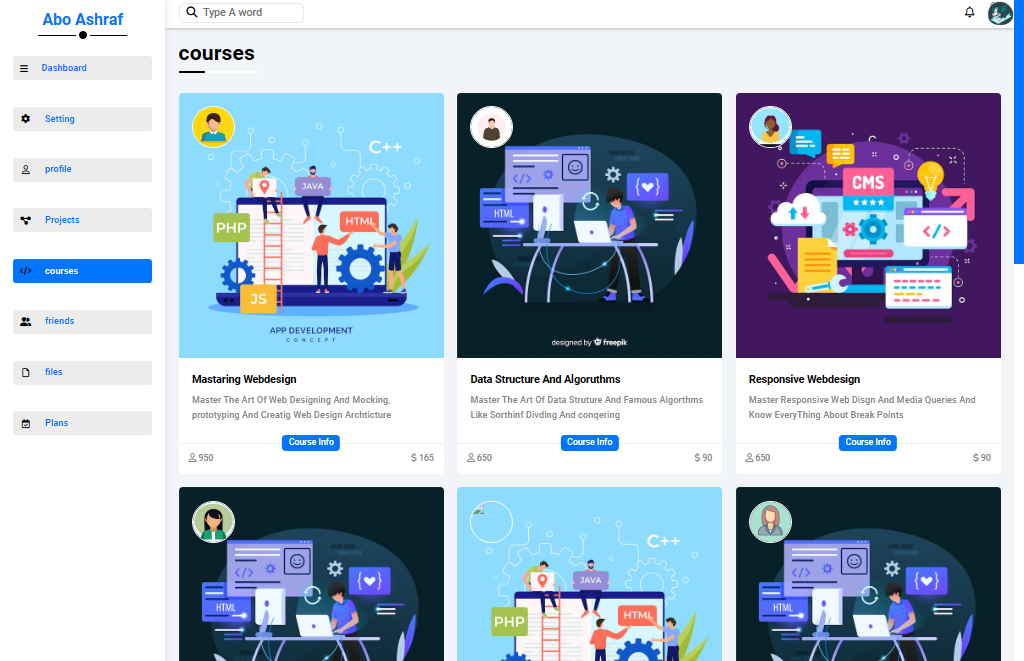 Abo Ashraf
Type A word
Dashboard
Setting
profile
Projects
courses
friends
files
Plans
courses
C++
JAVA
PHP
HTML
JS
APP DEVELOPMENT
CONCEPT
Mastaring Webdesign
Master The Art Of Web Designing And Mocking,
prototyping And Creatig Web Design Archticture
Course Info
950
$ 165
</>
{ }
HTML
designed by freepik
Data Structure And Algoruthms
Master The Art Of Data Struture And Famous Algorthms
Like Sorthinf Divding And conqering
Course Info
650
$ 90
CMS
</>
Responsive Webdesign
Master Responsive Web Disgn And Media Queries And
Know EveryThing About Break Points
Course Info
650
$ 90
</>
{ }
HTML
C++
JAVA
PHP
HTML
</>
{ }
HTML